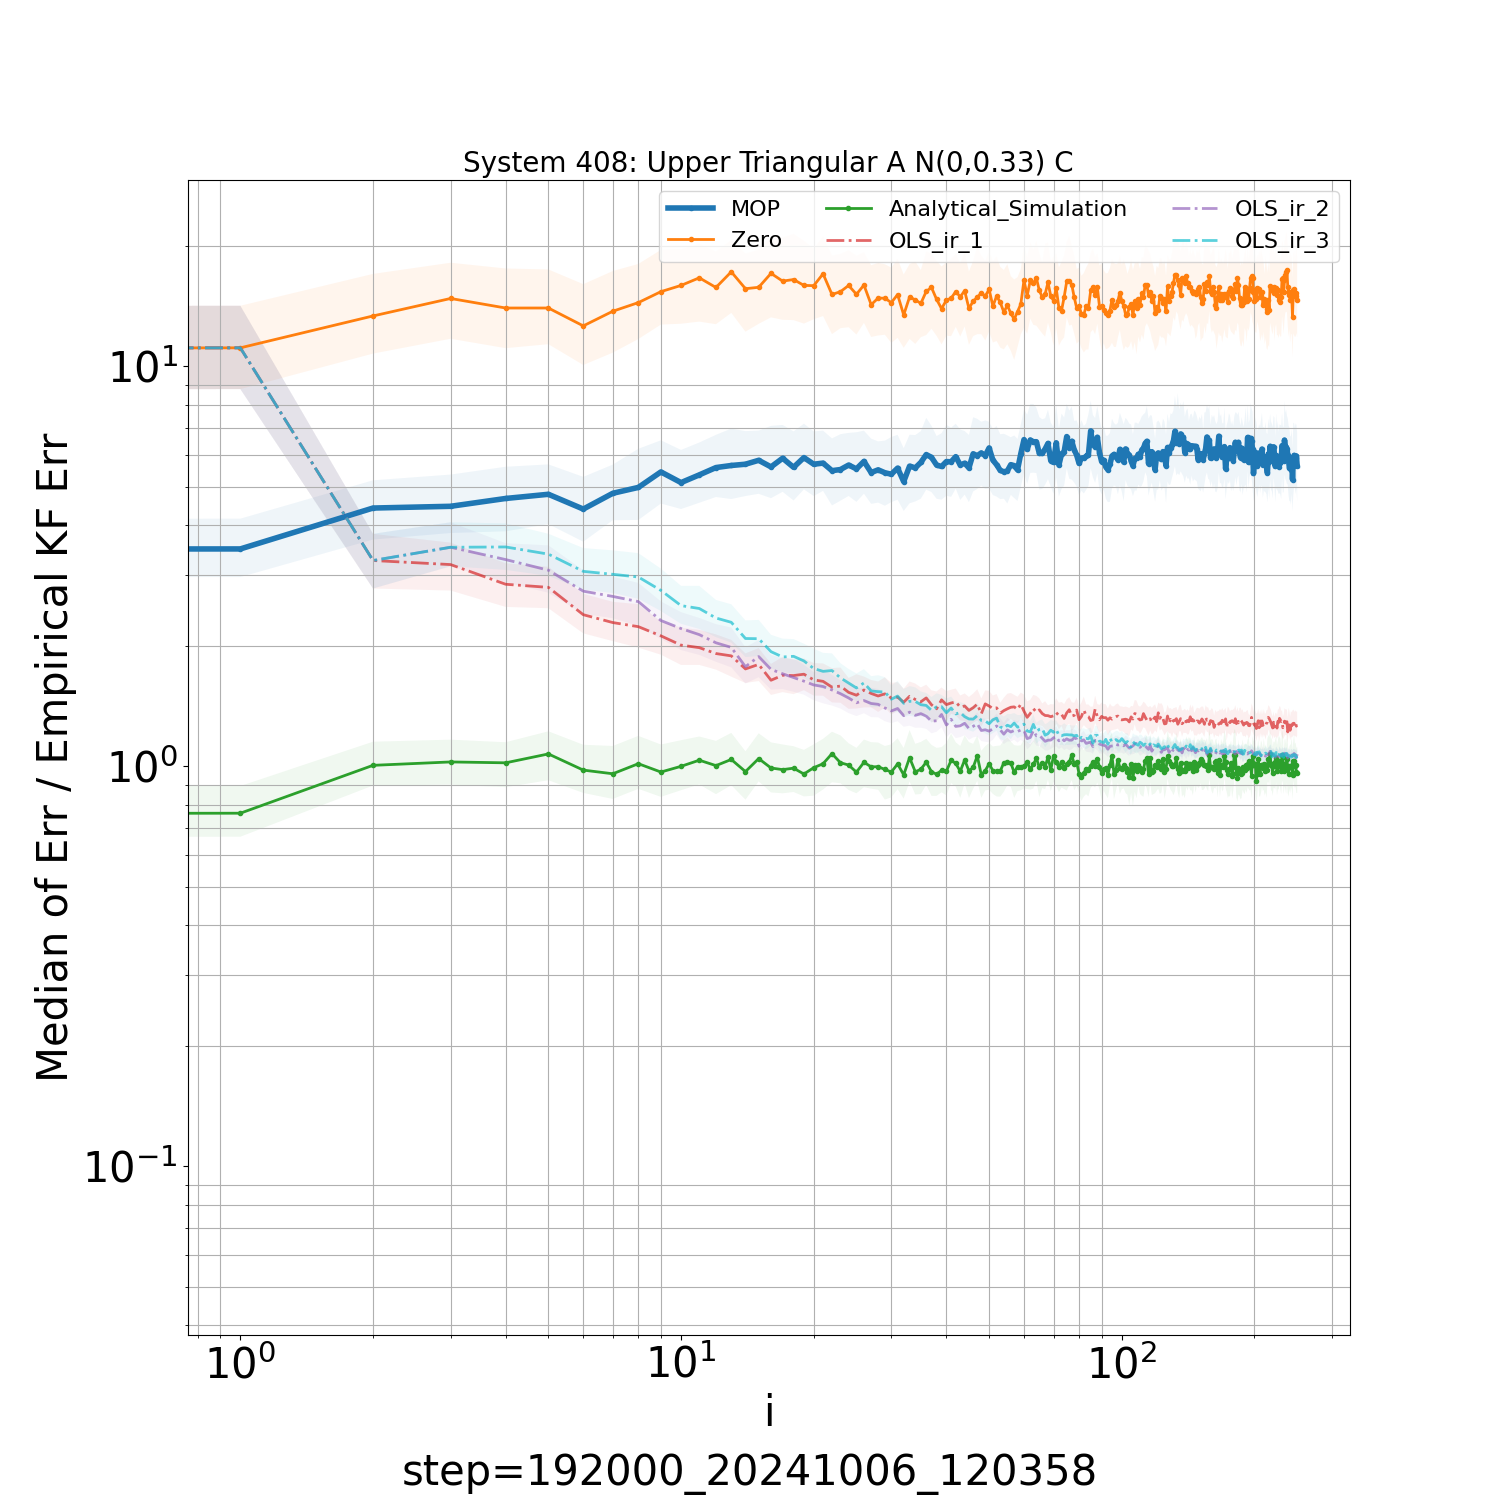 System 408: Upper Triangular A N(0,0.33) C
MOP
Zero
Analytical_Simulation
OLS_ir_1
OLS_ir_2
OLS_ir_3
Median of Err / Empirical KF Err
10¹
10⁰
10⁻¹
10⁰ 10¹ 10²
i
step=192000_20241006_120358